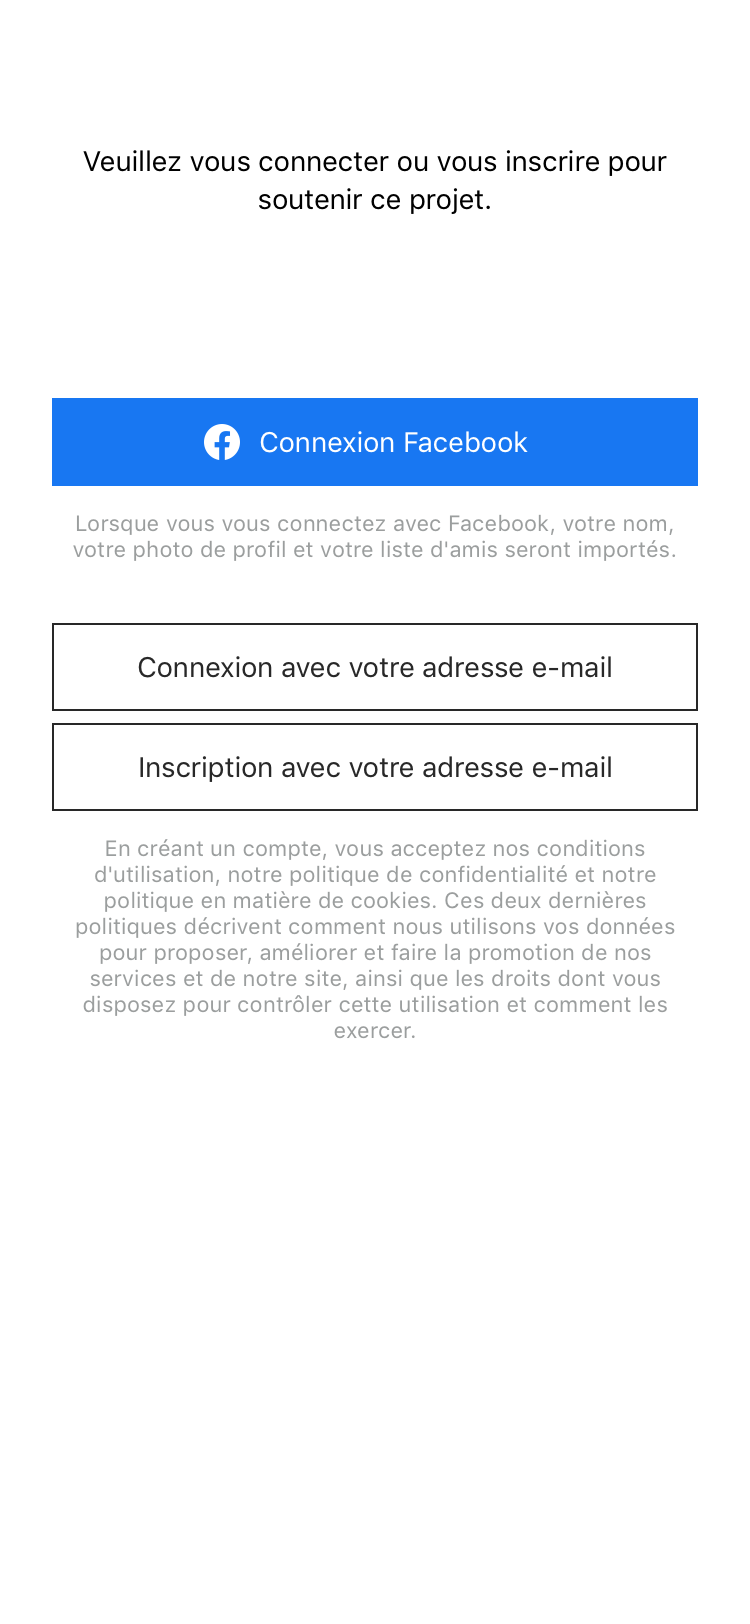 Veuillez vous connecter ou vous inscrire pour
soutenir ce projet.
Connexion Facebook
Lorsque vous vous connectez avec Facebook, votre nom,
votre photo de profil et votre liste d'amis seront importés.
Connexion avec votre adresse e-mail
Inscription avec votre adresse e-mail
En créant un compte, vous acceptez nos conditions
d'utilisation, notre politique de confidentialité et notre
politique en matière de cookies. Ces deux dernières
politiques décrivent comment nous utilisons vos données
pour proposer, améliorer et faire la promotion de nos
services et de notre site, ainsi que les droits dont vous
disposez pour contrôler cette utilisation et comment les
exercer.